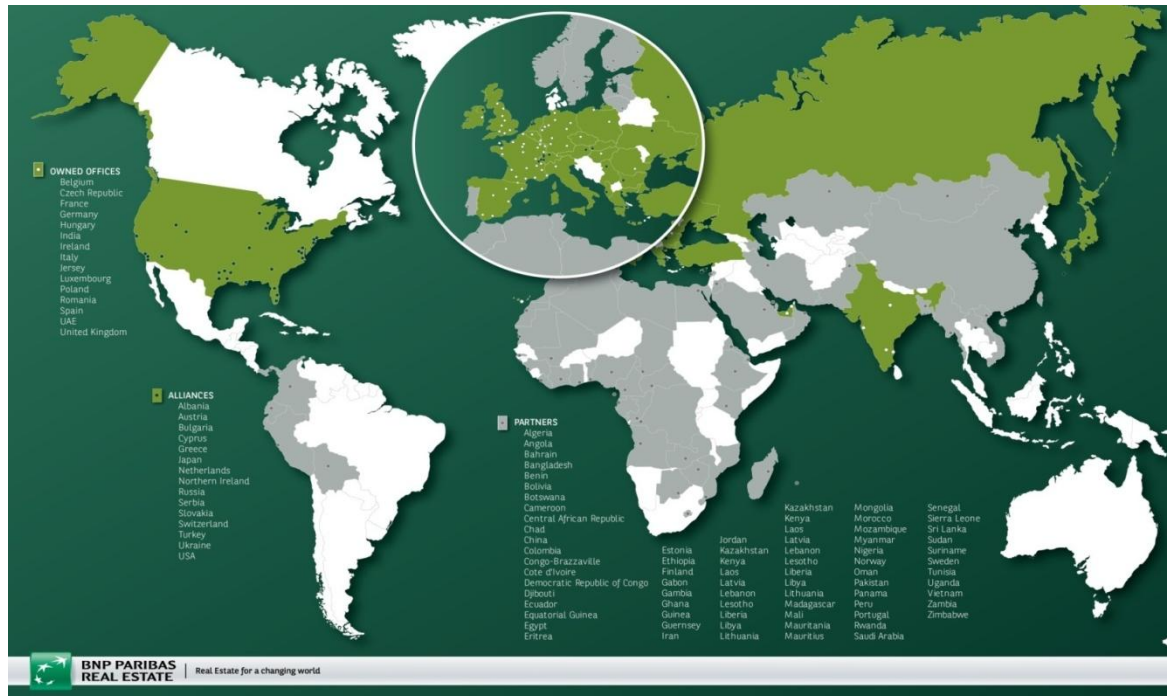 OWNED OFFICES
Belgium
Czech Republic
France
Germany
Hungary
India
Ireland
Italy
Jersey
Luxembourg
Poland
Romania
Spain
UAE
United Kingdom
ALLIANCES
Albania
Austria
Bulgaria
Cyprus
Greece
Japan
Netherlands
Northern Ireland
Russia
Serbia
Slovakia
Switzerland
Turkey
Ukraine
USA
PARTNERS
Algeria
Angola
Bahrain
Bangladesh
Benin
Bolivia
Botswana
Cameroon
Central African Republic
Chad
China
Colombia
Congo-Brazzaville
Cote d'Ivoire
Democratic Republic of Congo
Djibouti
Ecuador
Equatorial Guinea
Egypt
Eritrea
Estonia
Ethiopia
Finland
Gabon
Gambia
Ghana
Guinea
Guernsey
Iran
Jordan
Kazakhstan
Kenya
Laos
Latvia
Lebanon
Lesotho
Liberia
Libya
Lithuania
Kazakhstan
Kenya
Laos
Latvia
Lebanon
Lesotho
Liberia
Libya
Lithuania
Madagascar
Mali
Mauritania
Mauritius
Mongolia
Morocco
Mozambique
Myanmar
Nigeria
Norway
Oman
Pakistan
Panama
Peru
Portugal
Rwanda
Saudi Arabia
Senegal
Sierra Leone
Sri Lanka
Sudan
Suriname
Sweden
Tunisia
Uganda
Vietnam
Zambia
Zimbabwe
BNP PARIBAS
REAL ESTATE
Real Estate for a changing world